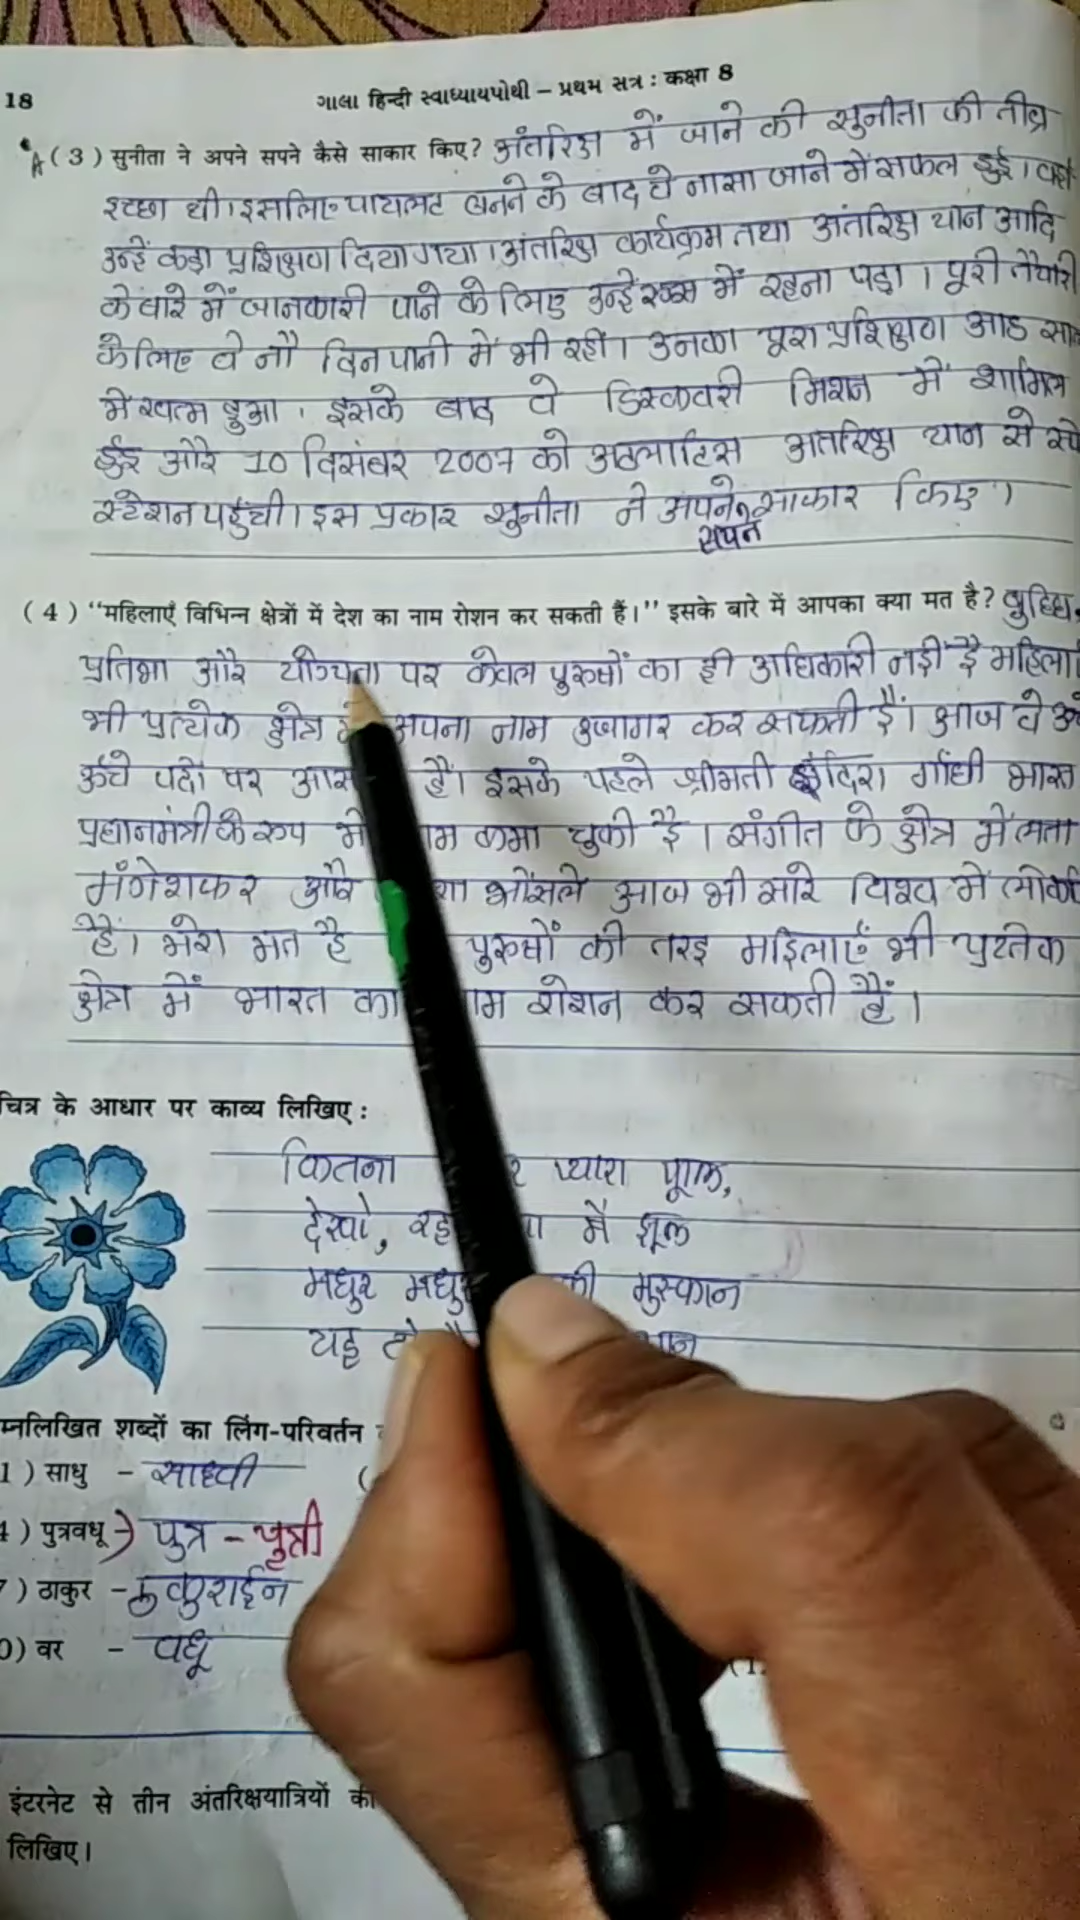 18
गाला हिन्दी स्वाध्यायपोथी – प्रथम सत्र : कक्षा 8
(3) सुनीता ने अपने सपने कैसे साकार किए? अंतरिक्ष में जाने की सुनीता की तीव्र
इच्छा थी। इसलिए पायलट बनने के बाद वे नासा जाने में सफल हुई। वहाँ
उन्हें कड़ा प्रशिक्षण दिया गया। अंतरिक्ष कार्यक्रम तथा अंतरिक्ष यान आदि
के बारे में जानकारी पाने के लिए उन्हे रूस में रहना पड़ा। पूरी तैयारी
के लिए वे नौ दिन पानी में भी रहीं। उनका पूरा प्रशिक्षण आठ
में खत्म हुआ। इसके बाद वे डिस्कवरी मिशन में शामिल
हुई और 10 दिसंबर 2007 को अटलांटिस अंतरिक्ष यान से
स्टेशन पहुंची। इस प्रकार सुनीता ने अपने साकार किए।
सपने
(4) “महिलाएँ विभिन्न क्षेत्रों में देश का नाम रोशन कर सकती हैं।” इसके बारे में आपका क्या मत है? बुध्धि,
प्रतिभा और योग्यता पर केवल पुरुषों का ही अधिकारी नहीं है महिला
भी प्रत्येक क्षेत्र में अपना नाम उजागर कर सकती हैं। आज वे
ऊँचे पदों पर हैं। इसके पहले श्रीमती इंदिरा गाँधी भारत
प्रधानमंत्री के रुप में कमा चुकी है। संगीत के क्षेत्र में लता
मंगेशकर और भोंसले आज भी सारे विश्व में
हैं। मेरा मत है पुरुषों की तरह महिलाएँ भी प्रत्येक
क्षेत्र में भारत का रोशन कर सकती हैं।
चित्र के आधार पर काव्य लिखिए :
कितना प्यारा फूल,
देखो, में झूल
मधुर मधुर की मुस्कान
यह
शब्दों का लिंग-परिवर्तन
1) साधु - साध्वी
4) पुत्रवधू → पुत्र - पुत्री
7) ठाकुर - ठकुराईन
0) वर - वधू
इंटरनेट से तीन अंतरिक्षयात्रियों की
लिखिए।